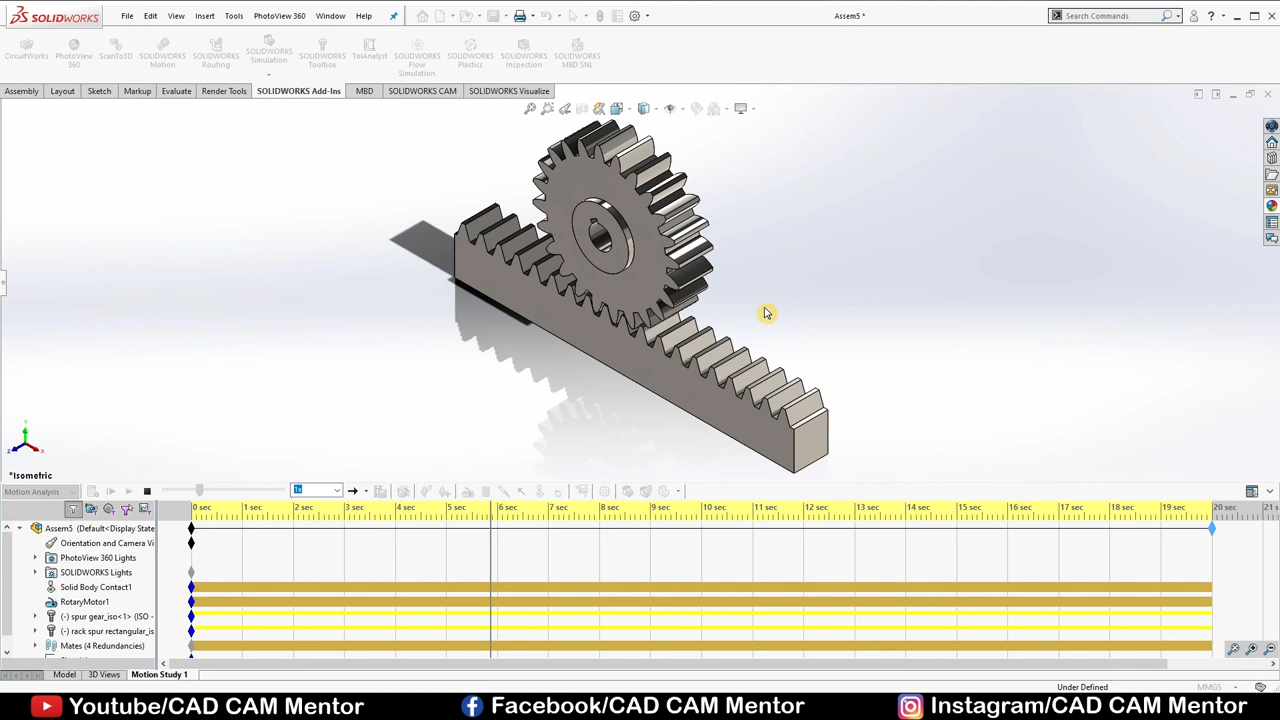 SOLIDWORKS File Edit View Insert Tools PhotoView 360 Window Help Assem5 * Search Commands ?
CircuitWorks PhotoView 360 ScanTo3D SOLIDWORKS Motion SOLIDWORKS Routing SOLIDWORKS Simulation SOLIDWORKS Toolbox TolAnalyst SOLIDWORKS Flow Simulation SOLIDWORKS Plastics SOLIDWORKS Inspection SOLIDWORKS MBD SNL
Assembly Layout Sketch Markup Evaluate Render Tools SOLIDWORKS Add-Ins MBD SOLIDWORKS CAM SOLIDWORKS Visualize
Y
Z X
*Isometric
Motion Analysis 1x
0 sec 1 sec 2 sec 3 sec 4 sec 5 sec 6 sec 7 sec 8 sec 9 sec 10 sec 11 sec 12 sec 13 sec 14 sec 15 sec 16 sec 17 sec 18 sec 19 sec 20 sec 21 s
Assem5 (Default<Display State
Orientation and Camera Vi
PhotoView 360 Lights
SOLIDWORKS Lights
Solid Body Contact1
RotaryMotor1
(-) spur gear_iso<1> (ISO -
(-) rack spur rectangular_is
Mates (4 Redundancies)
Model 3D Views Motion Study 1
Under Defined MMGS
Youtube/CAD CAM Mentor Facebook/CAD CAM Mentor Instagram/CAD CAM Mentor